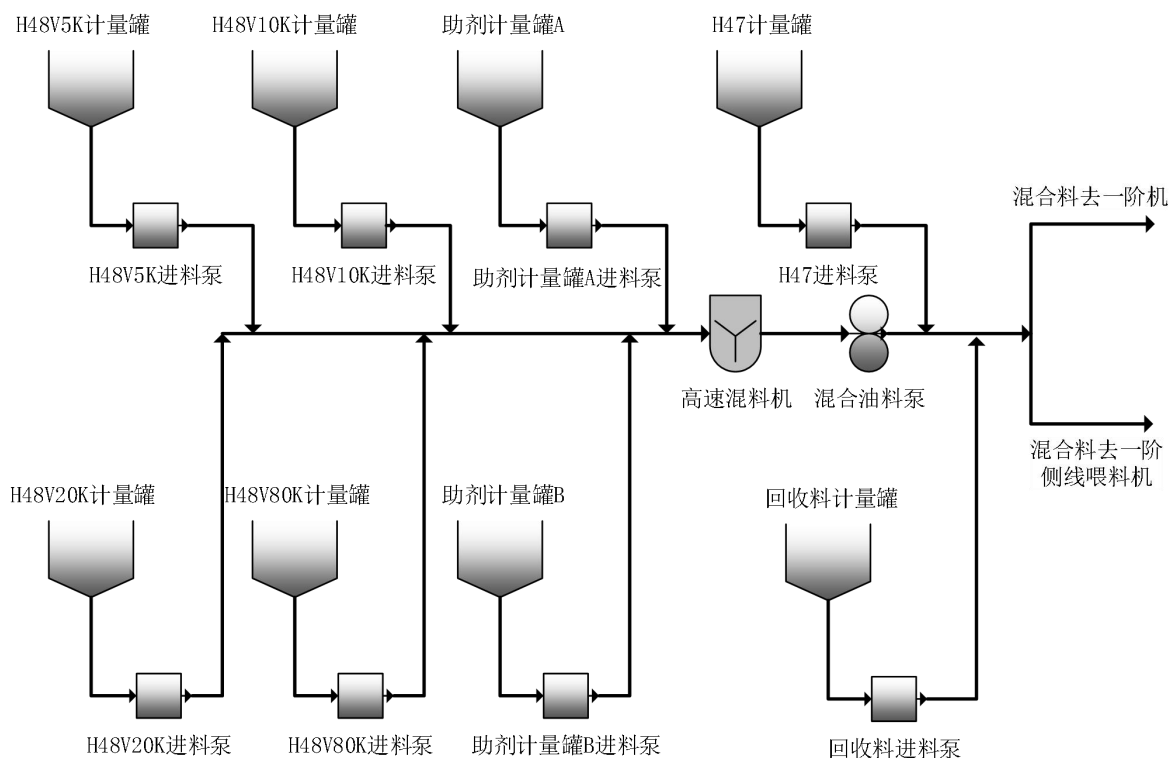 H48V5K计量罐
H48V10K计量罐
助剂计量罐A
H47计量罐
混合料去一阶机
H48V5K进料泵
H48V10K进料泵
助剂计量罐A进料泵
H47进料泵
高速混料机
混合油料泵
混合料去一阶
侧线喂料机
H48V20K计量罐
H48V80K计量罐
助剂计量罐B
回收料计量罐
H48V20K进料泵
H48V80K进料泵
助剂计量罐B进料泵
回收料进料泵